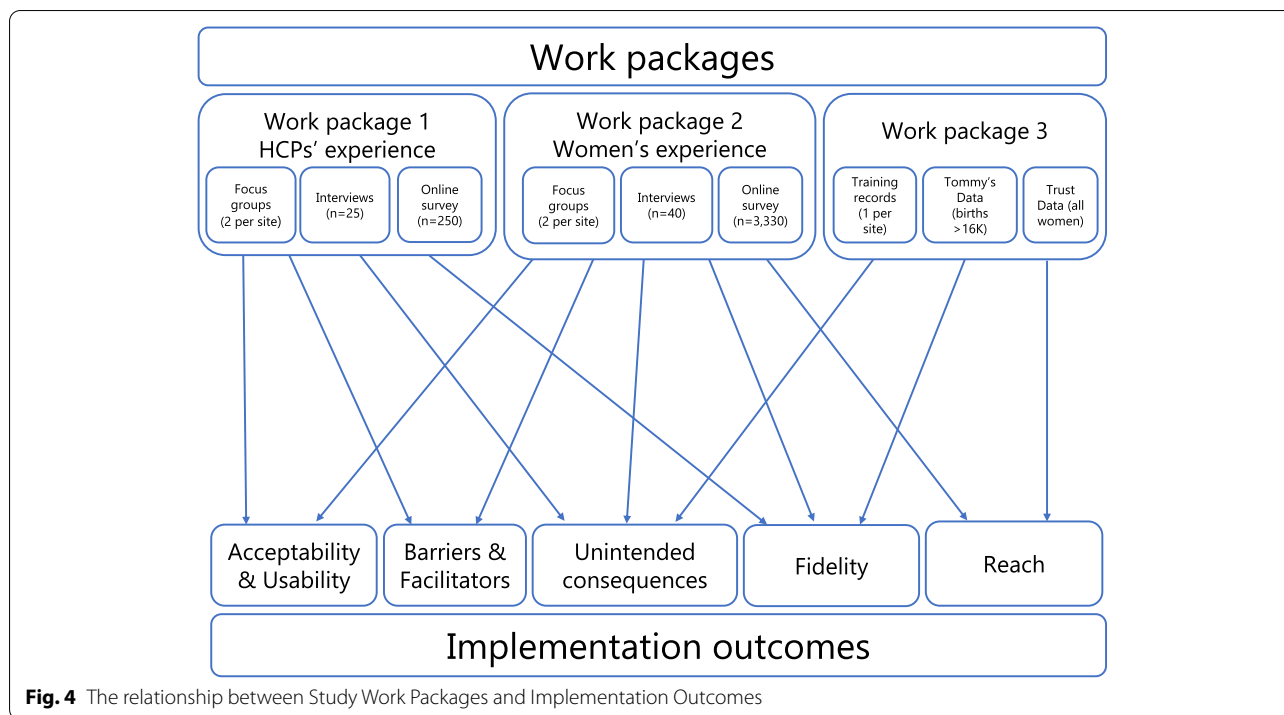 Work packages
Work package 1
HCPs’ experience
Focus
groups
(2 per site)
Interviews
(n=25)
Online
survey
(n=250)
Work package 2
Women’s experience
Focus
groups
(2 per site)
Interviews
(n=40)
Online
survey
(n=3,330)
Work package 3
Training
records
(1 per
site)
Tommy’s
Data
(births
>16K)
Trust
Data (all
women)
Acceptability
& Usability
Barriers &
Facilitators
Unintended
consequences
Fidelity
Reach
Implementation outcomes
Fig. 4 The relationship between Study Work Packages and Implementation Outcomes